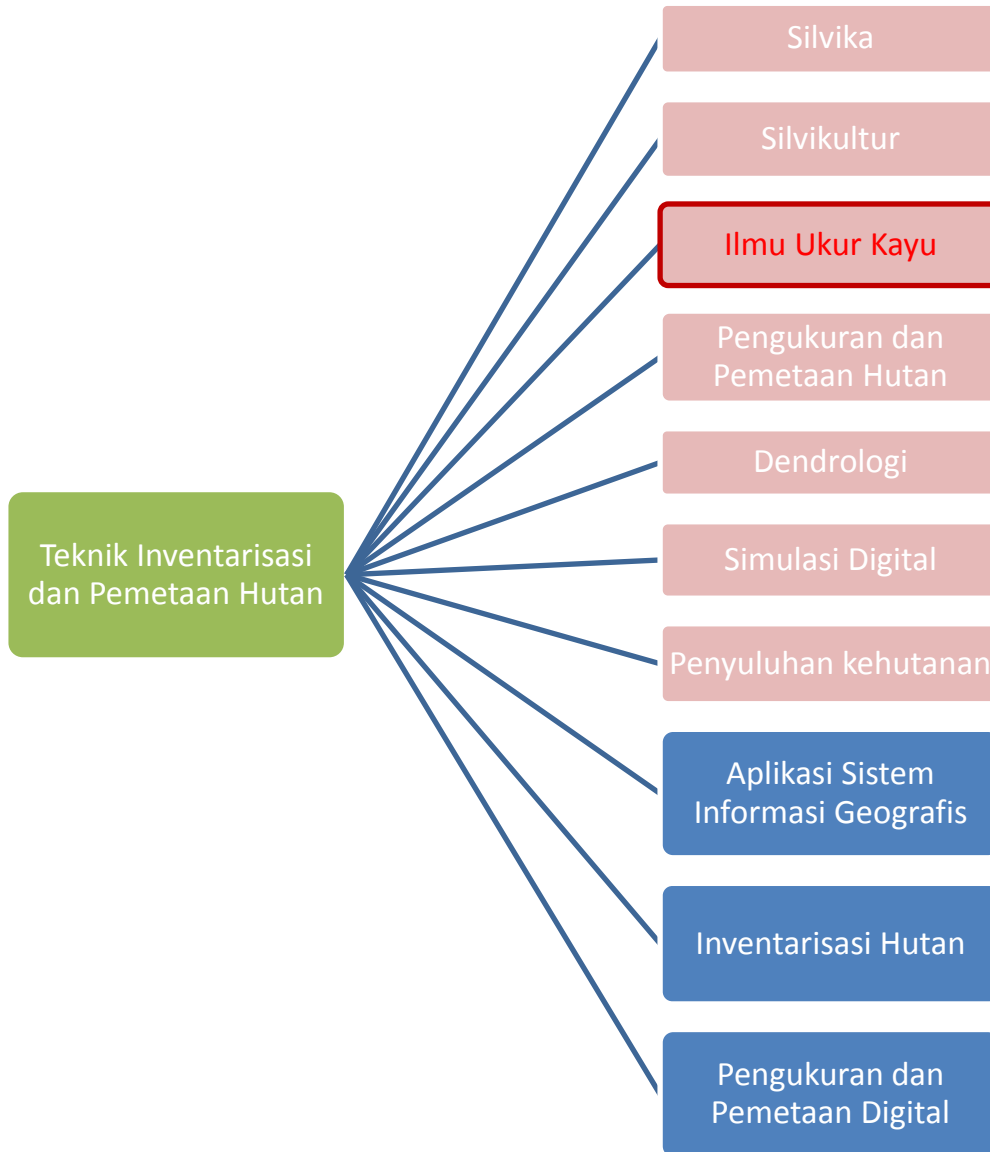 Silvika
Silvikultur
Ilmu Ukur Kayu
Pengukuran dan
Pemetaan Hutan
Dendrologi
Teknik Inventarisasi
dan Pemetaan Hutan
Simulasi Digital
Penyuluhan kehutanan
Aplikasi Sistem
Informasi Geografis
Inventarisasi Hutan
Pengukuran dan
Pemetaan Digital